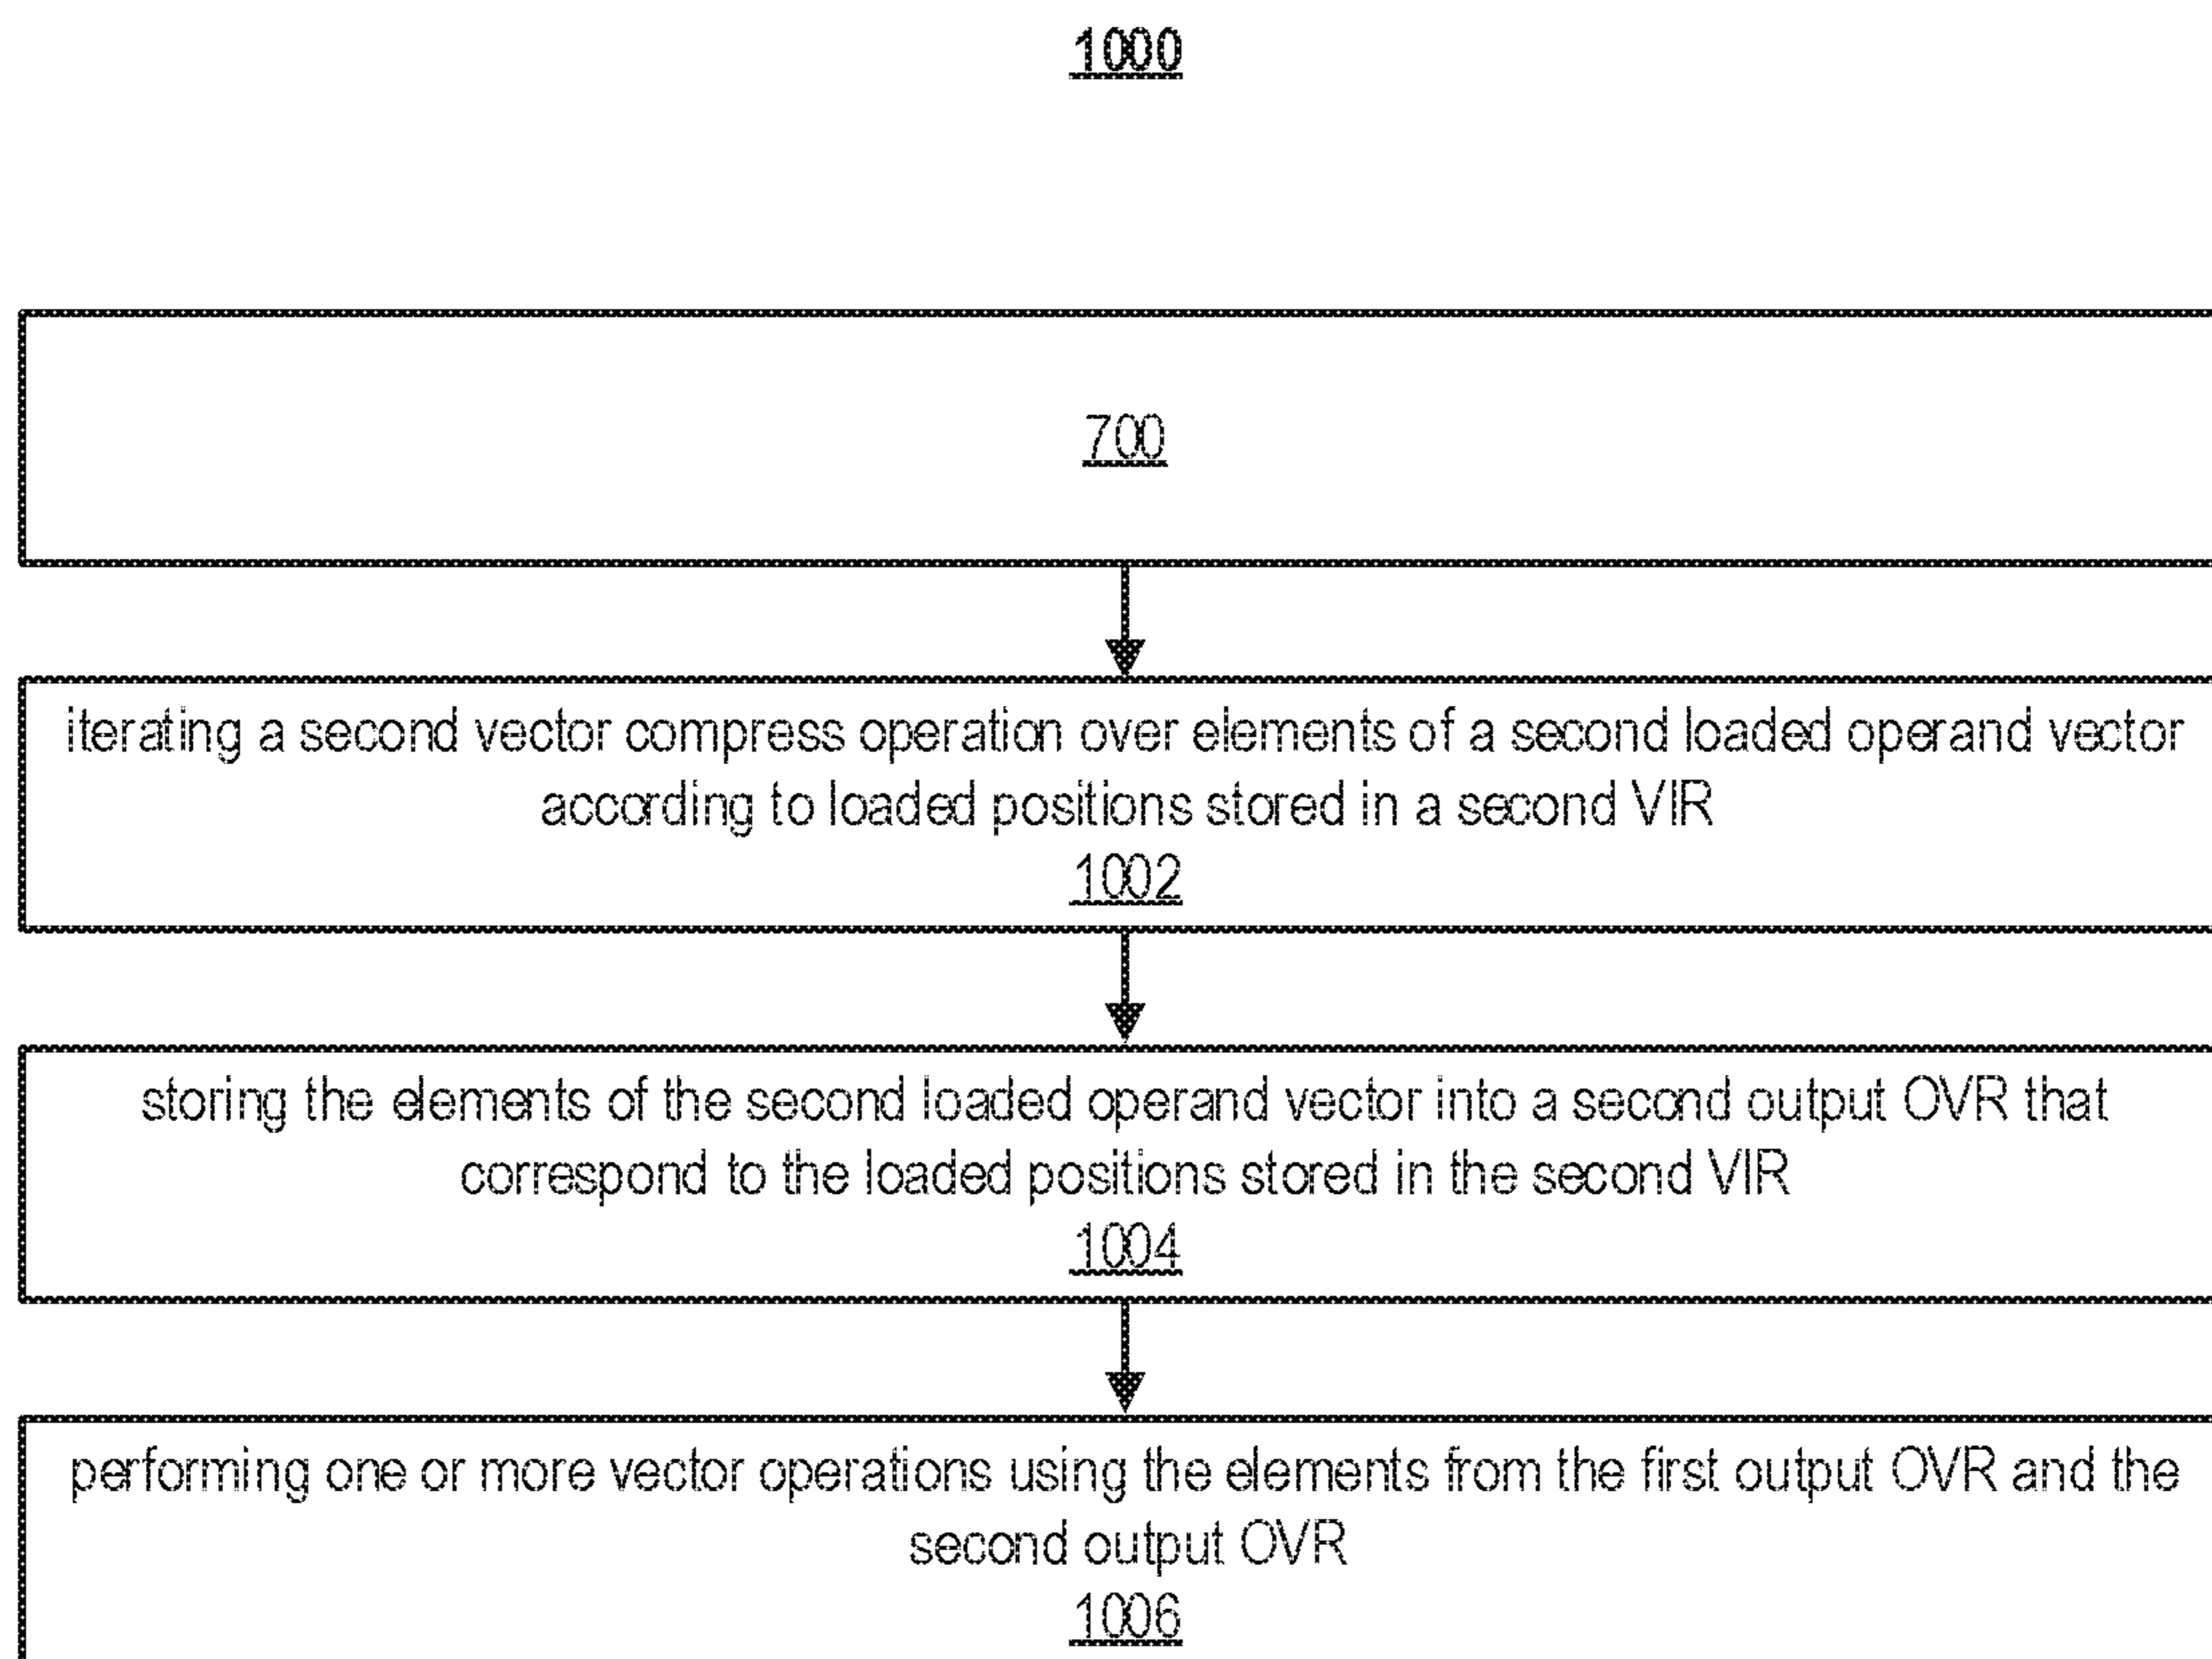 1000
700
iterating a second vector compress operation over elements of a second loaded operand vector
according to loaded positions stored in a second VIR
1002
storing the elements of the second loaded operand vector into a second output OVR that
correspond to the loaded positions stored in the second VIR
1004
performing one or more vector operations using the elements from the first output OVR and the
second output OVR
1006